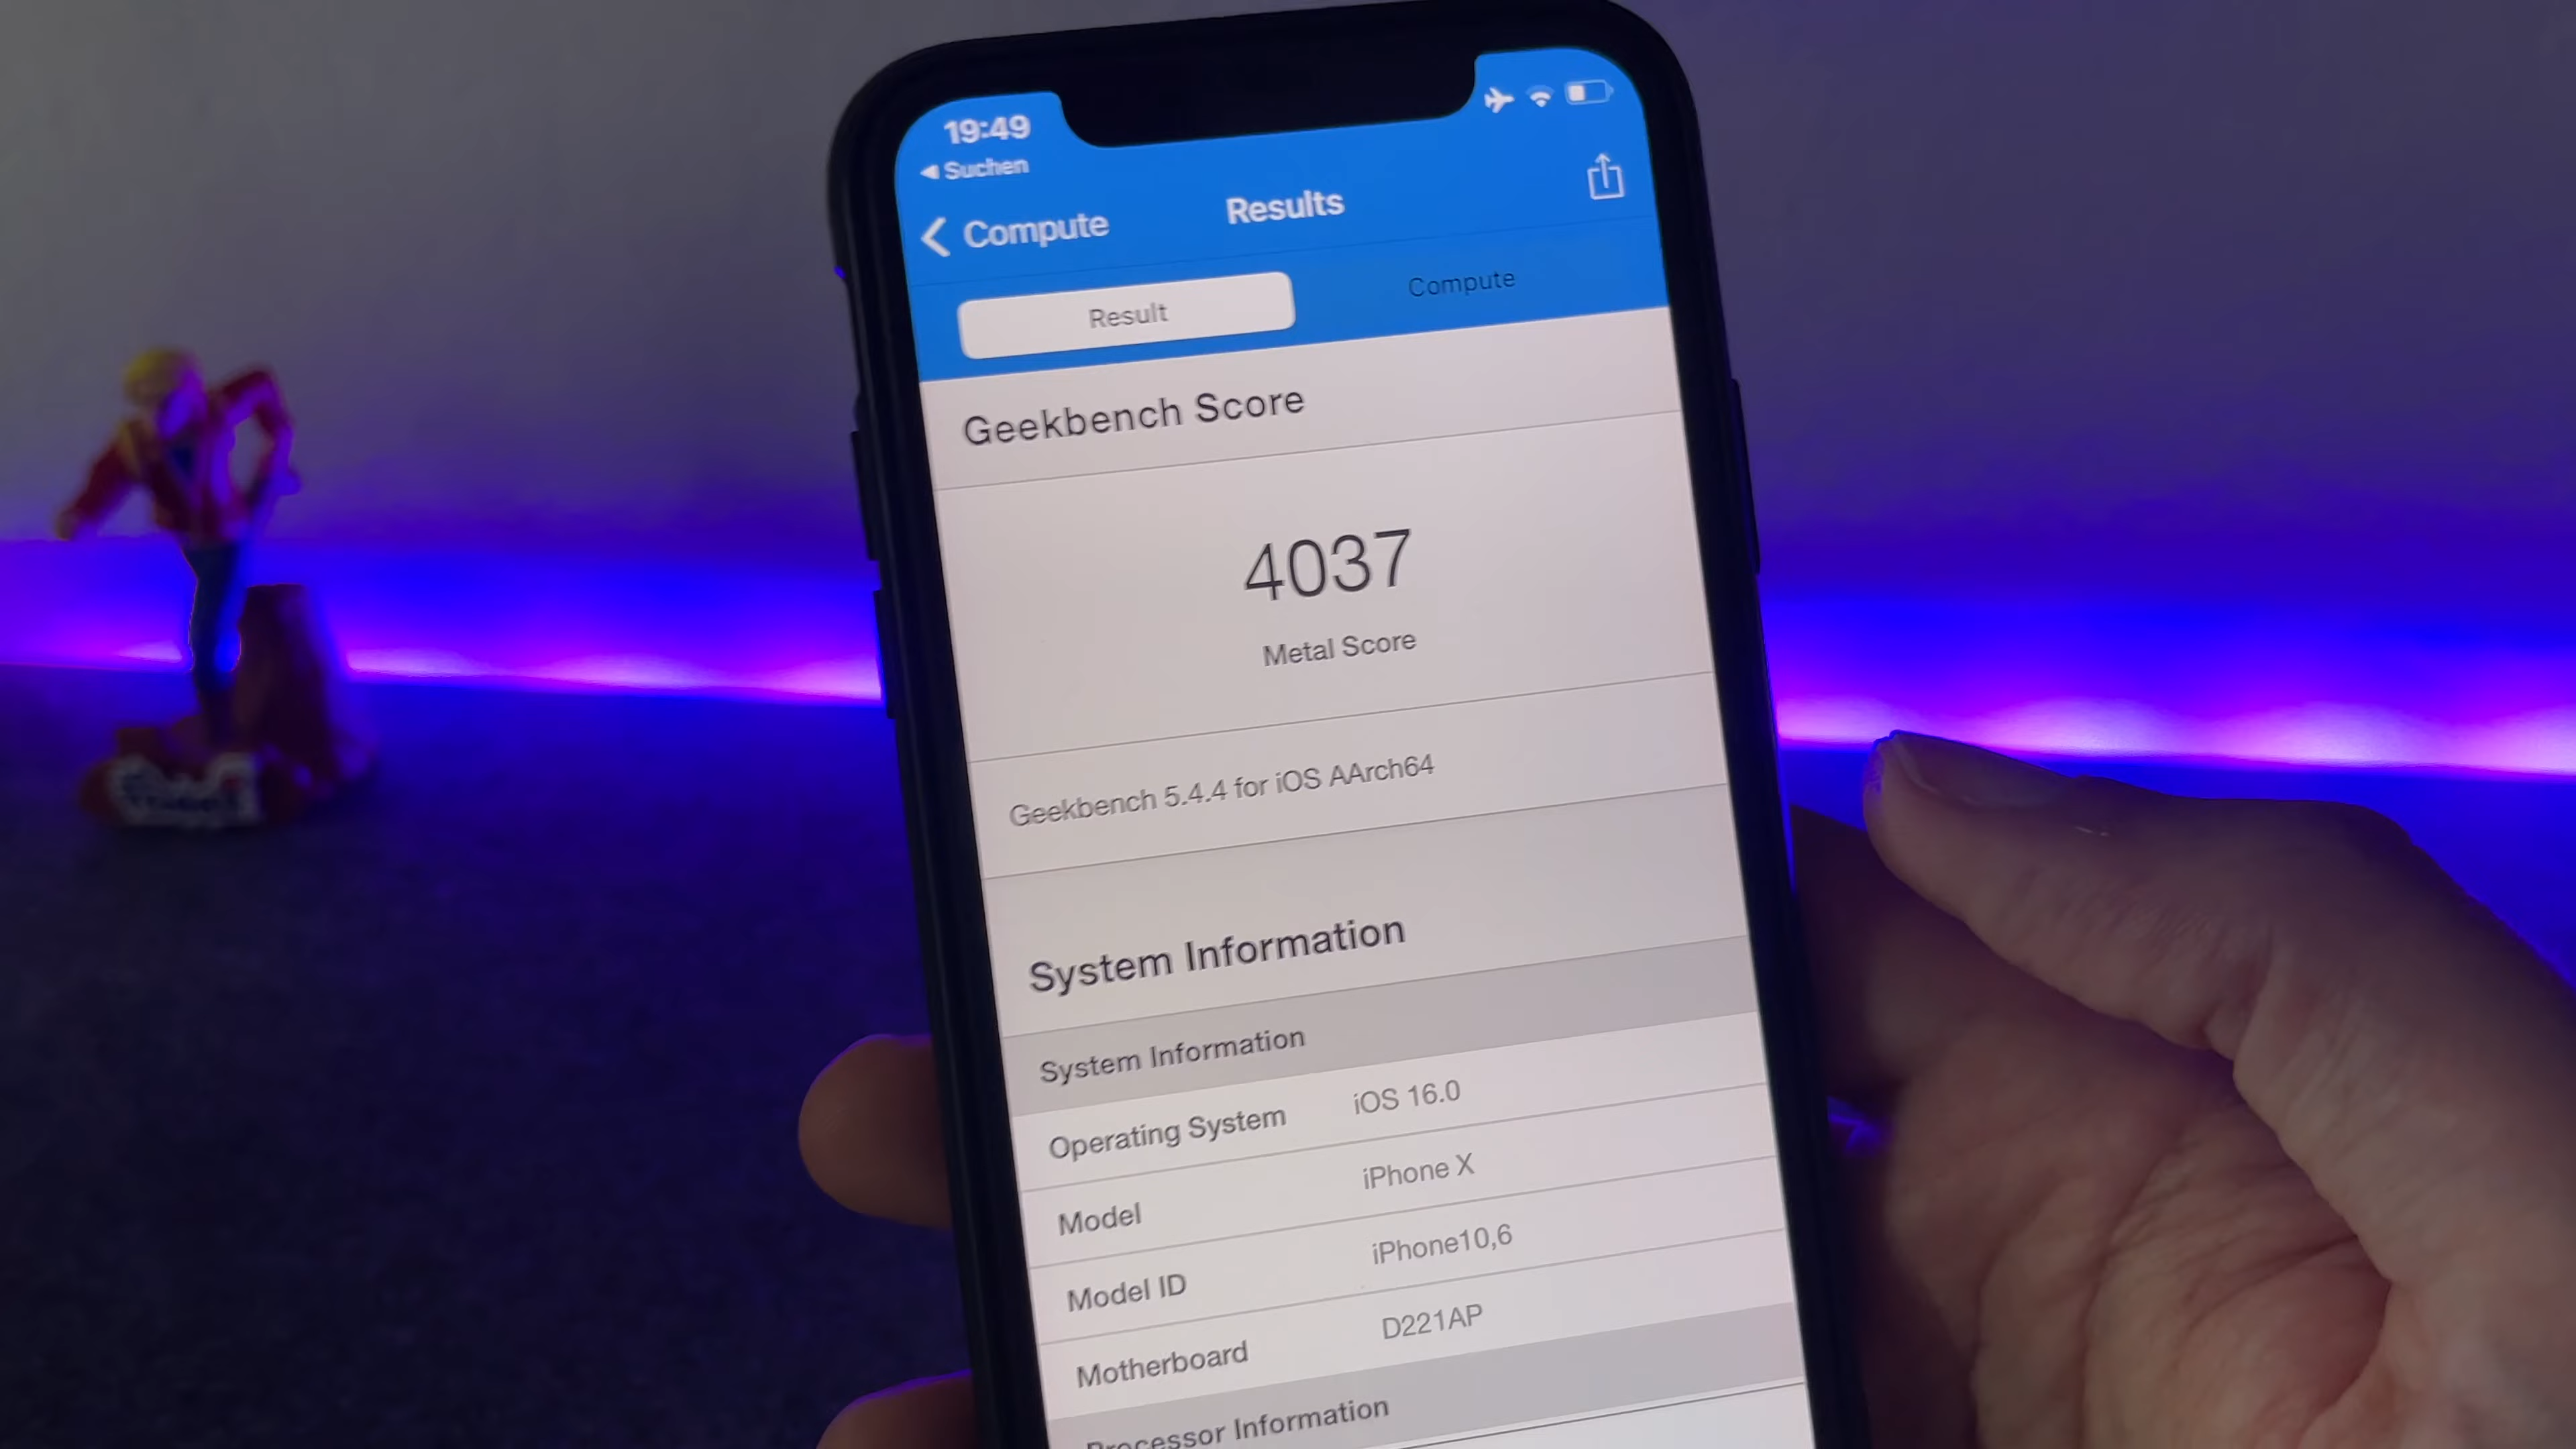 19:49
Suchen
Compute
Results
Result
Compute
Geekbench Score
4037
Metal Score
Geekbench 5.4.4 for iOS AArch64
System Information
System Information
Operating System iOS 16.0
Model iPhone X
Model ID iPhone10,6
Motherboard D221AP
Processor Information